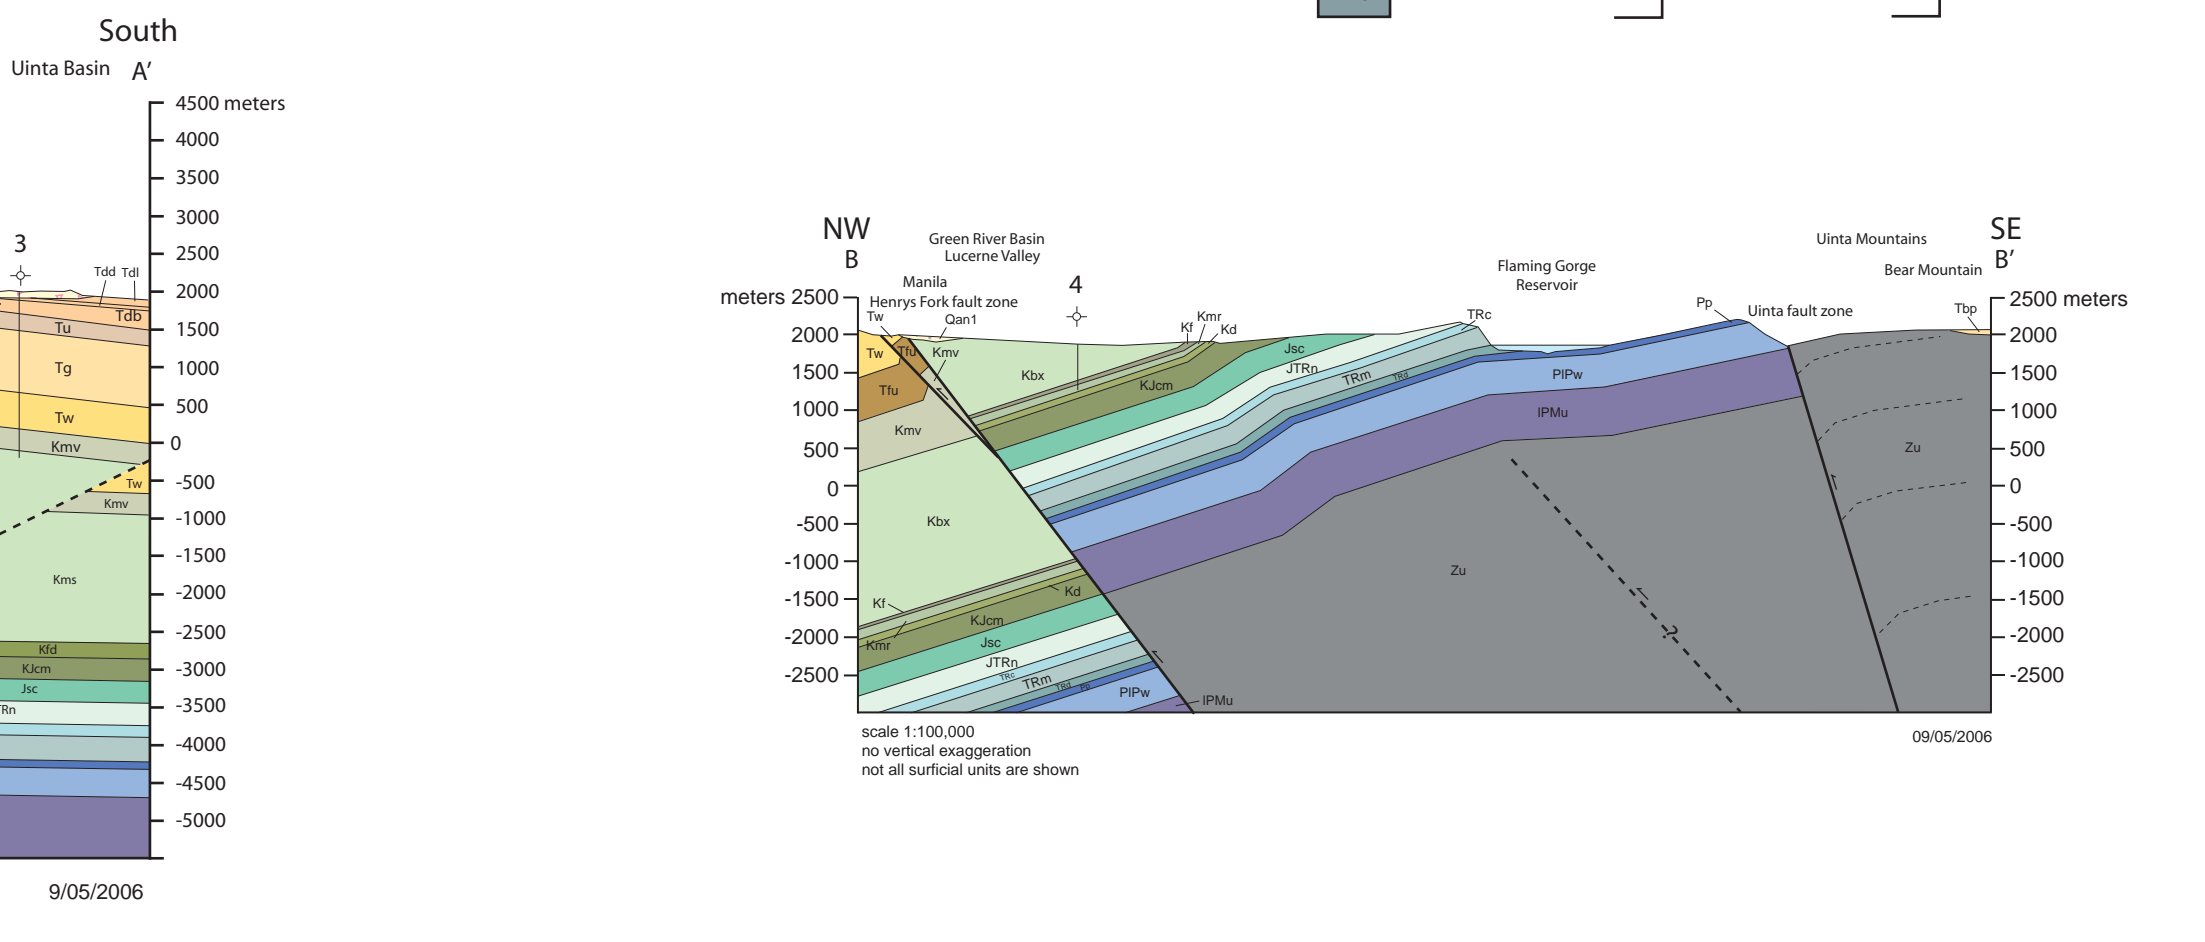 South
Uinta Basin A’
4500 meters
4000
3500
3000
2500
2000
1500
1000
500
0
-500
-1000
-1500
-2000
-2500
-3000
-3500
-4000
-4500
-5000
3
Tdd Tdl
Tdb
Tu
Tg
Tw
Kmv
Tw
Kmv
Kms
Kfd
KJcm
Jsc
TRn
9/05/2006
NW
B
Green River Basin
Lucerne Valley
Manila
Henrys Fork fault zone
4
Flaming Gorge
Reservoir
Uinta Mountains
Bear Mountain
SE
B’
Uinta fault zone
meters 2500
2000
1500
1000
500
0
-500
-1000
-1500
-2000
-2500
Tw
Qan1
Kf
Kmr
Kd
TRc
Pp
Tbp
Tw
Tfu
Kmv
Kbx
Jsc
Tfu
KJcm
JTRn
TRm
TRd
PIPw
IPMu
Kmv
Zu
Kbx
Zu
Kf
Kd
KJcm
Kmr
Jsc
JTRn
TRc
TRm
TRd
Pp
PIPw
IPMu
?
2500 meters
2000
1500
1000
500
0
-500
-1000
-1500
-2000
-2500
scale 1:100,000
no vertical exaggeration
not all surficial units are shown
09/05/2006